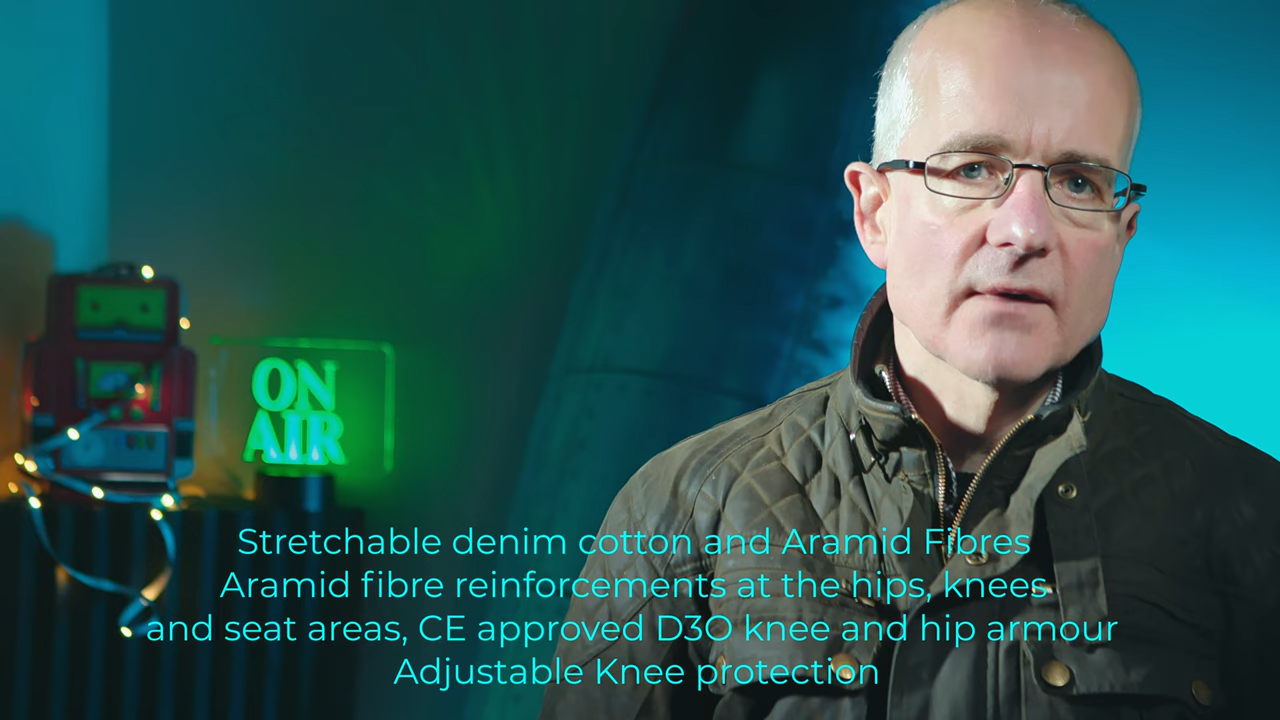 ON
AIR
Stretchable denim cotton and Aramid Fibres
Aramid fibre reinforcements at the hips, knees
and seat areas, CE approved D3O knee and hip armour
Adjustable Knee protection